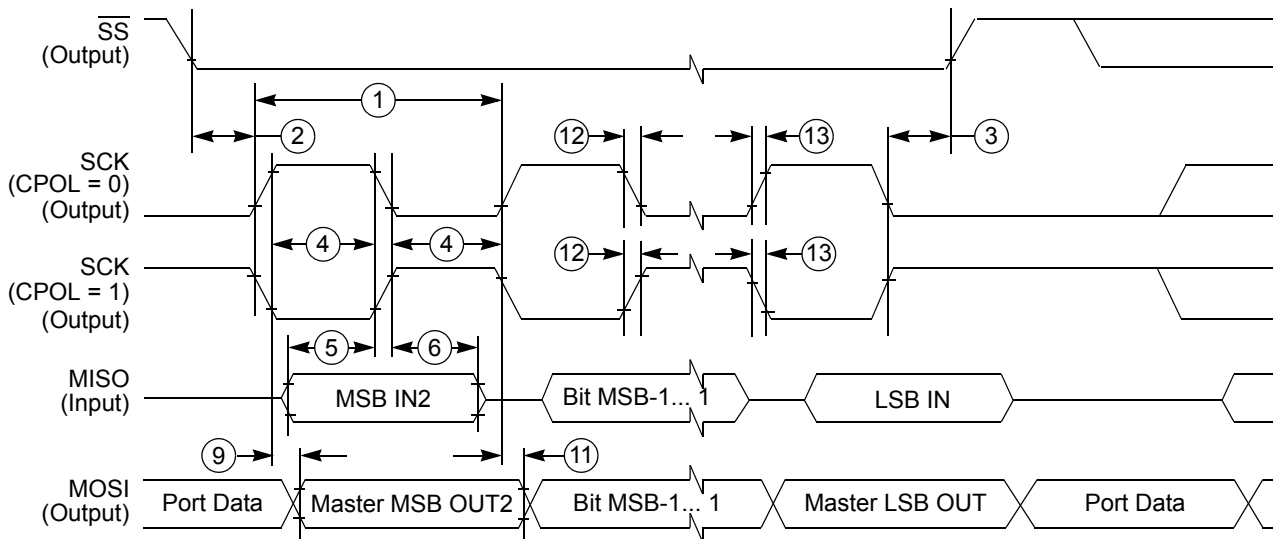 SS
(Output)
1
2
12
13
3
SCK
(CPOL = 0)
(Output)
4
4
12
13
SCK
(CPOL = 1)
(Output)
5
6
MISO
(Input)
MSB IN2
Bit MSB-1... 1
LSB IN
9
11
MOSI
(Output)
Port Data
Master MSB OUT2
Bit MSB-1... 1
Master LSB OUT
Port Data